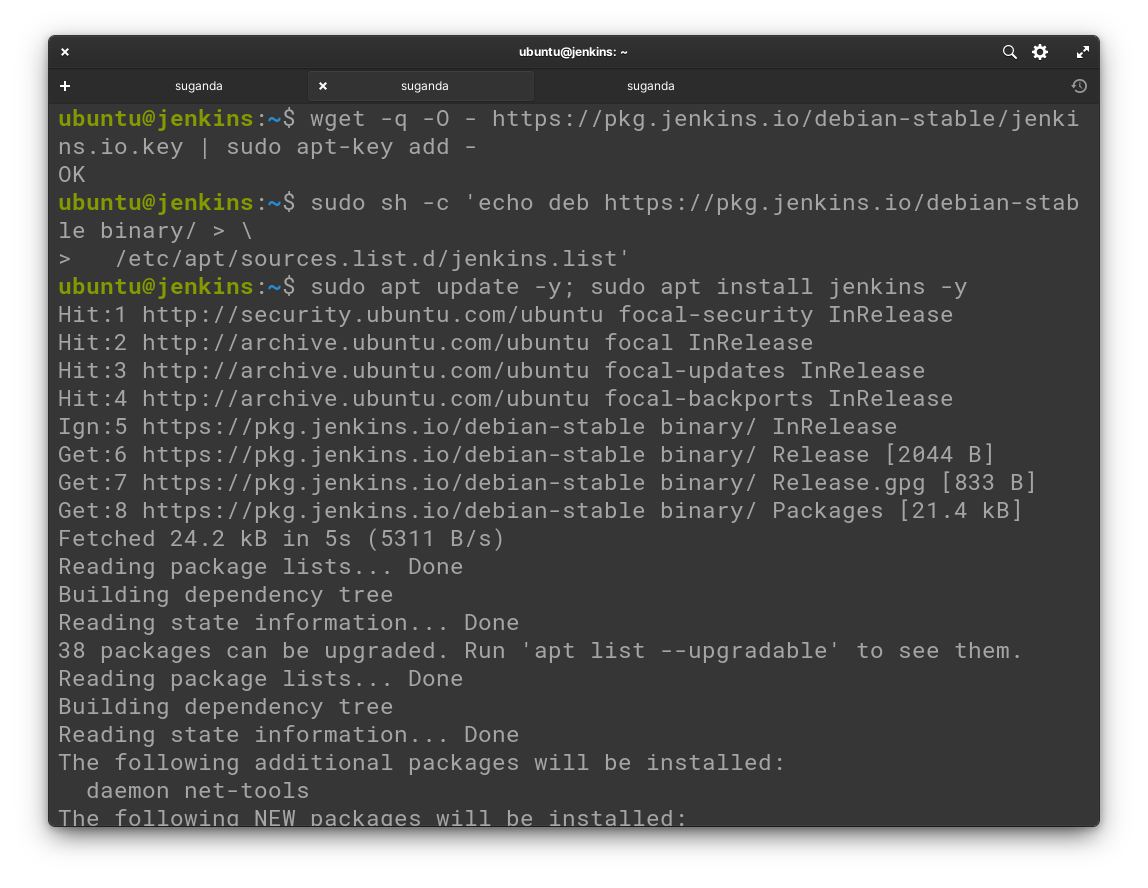 ubuntu@jenkins: ~
suganda
suganda
suganda
ubuntu@jenkins:~$ wget -q -O - https://pkg.jenkins.io/debian-stable/jenki
ns.io.key | sudo apt-key add -
OK
ubuntu@jenkins:~$ sudo sh -c 'echo deb https://pkg.jenkins.io/debian-stab
le binary/ > \
>   /etc/apt/sources.list.d/jenkins.list'
ubuntu@jenkins:~$ sudo apt update -y; sudo apt install jenkins -y
Hit:1 http://security.ubuntu.com/ubuntu focal-security InRelease
Hit:2 http://archive.ubuntu.com/ubuntu focal InRelease
Hit:3 http://archive.ubuntu.com/ubuntu focal-updates InRelease
Hit:4 http://archive.ubuntu.com/ubuntu focal-backports InRelease
Ign:5 https://pkg.jenkins.io/debian-stable binary/ InRelease
Get:6 https://pkg.jenkins.io/debian-stable binary/ Release [2044 B]
Get:7 https://pkg.jenkins.io/debian-stable binary/ Release.gpg [833 B]
Get:8 https://pkg.jenkins.io/debian-stable binary/ Packages [21.4 kB]
Fetched 24.2 kB in 5s (5311 B/s)
Reading package lists... Done
Building dependency tree
Reading state information... Done
38 packages can be upgraded. Run 'apt list --upgradable' to see them.
Reading package lists... Done
Building dependency tree
Reading state information... Done
The following additional packages will be installed:
  daemon net-tools
The following NEW packages will be installed: